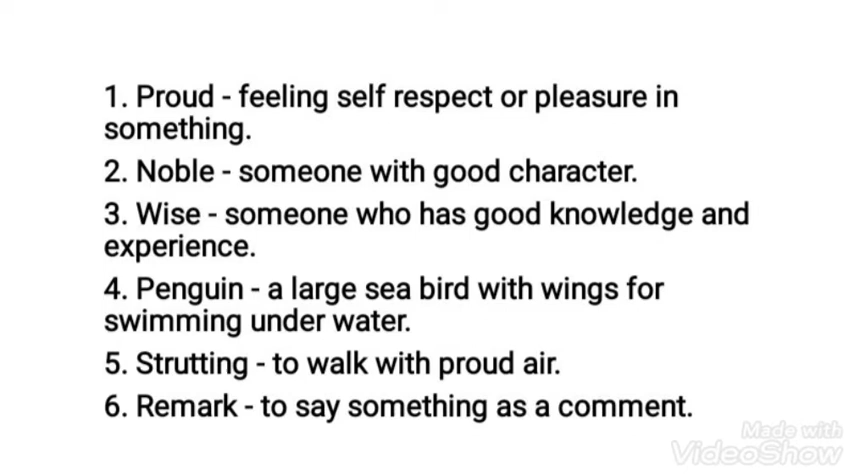 1. Proud - feeling self respect or pleasure in
something.
2. Noble - someone with good character.
3. Wise - someone who has good knowledge and
experience.
4. Penguin - a large sea bird with wings for
swimming under water.
5. Strutting - to walk with proud air.
6. Remark - to say something as a comment.
Made with
VideoShow